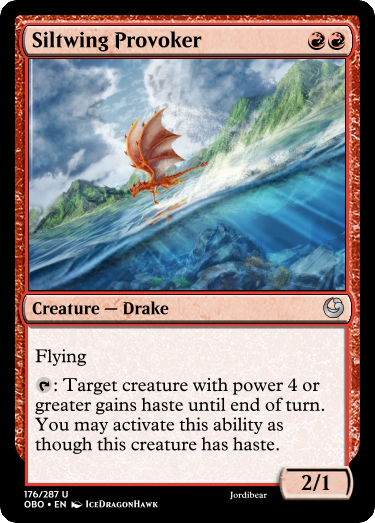 Siltwing Provoker
Creature — Drake
Flying
: Target creature with power 4 or
greater gains haste until end of turn.
You may activate this ability as
though this creature has haste.
2/1
176/287 U
Jordibear
OBO • EN IceDragonHawk